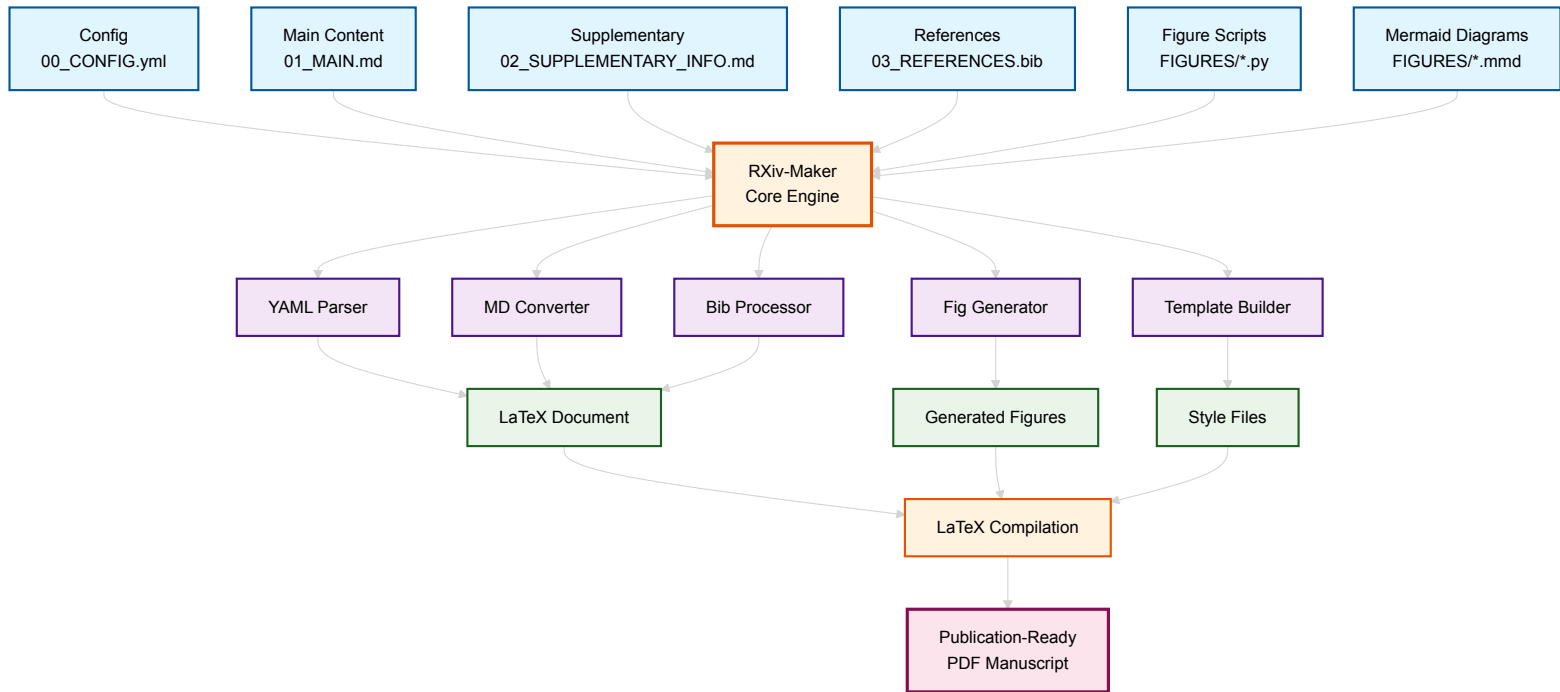 Config
00_CONFIG.yml
Main Content
01_MAIN.md
Supplementary
02_SUPPLEMENTARY_INFO.md
References
03_REFERENCES.bib
Figure Scripts
FIGURES/*.py
Mermaid Diagrams
FIGURES/*.mmd
RXiv-Maker
Core Engine
YAML Parser
MD Converter
Bib Processor
Fig Generator
Template Builder
LaTeX Document
Generated Figures
Style Files
LaTeX Compilation
Publication-Ready
PDF Manuscript